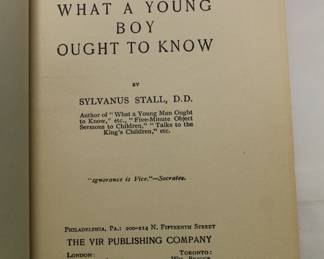 WHAT A YOUNG
BOY
OUGHT TO KNOW
BY
SYLVANUS STALL, D.D.
Author of "What a Young Man Ought
to Know," etc., "Five-Minute Object
Sermons to Children," "Talks to the
King's Children," etc.
"Ignorance is Vice."—Socrates.
PHILADELPHIA, PA.: 200-214 N. FIFTEENTH STREET
THE VIR PUBLISHING COMPANY
LONDON: TORONTO: